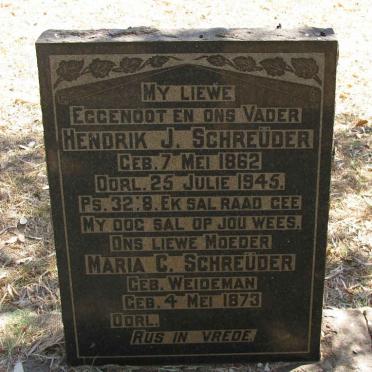 My liewe
Eggenoot en ons Vader
Hendrik J. Schreüder
Geb. 7 Mei 1862
Oorl. 25 Julie 1945.
Ps. 32:8. Ek sal raad gee
My oog sal op jou wees.
Ons liewe Moeder
Maria C. Schreüder
Geb. Weideman
Geb. 4 Mei 1873
Oorl.
Rus in vrede.